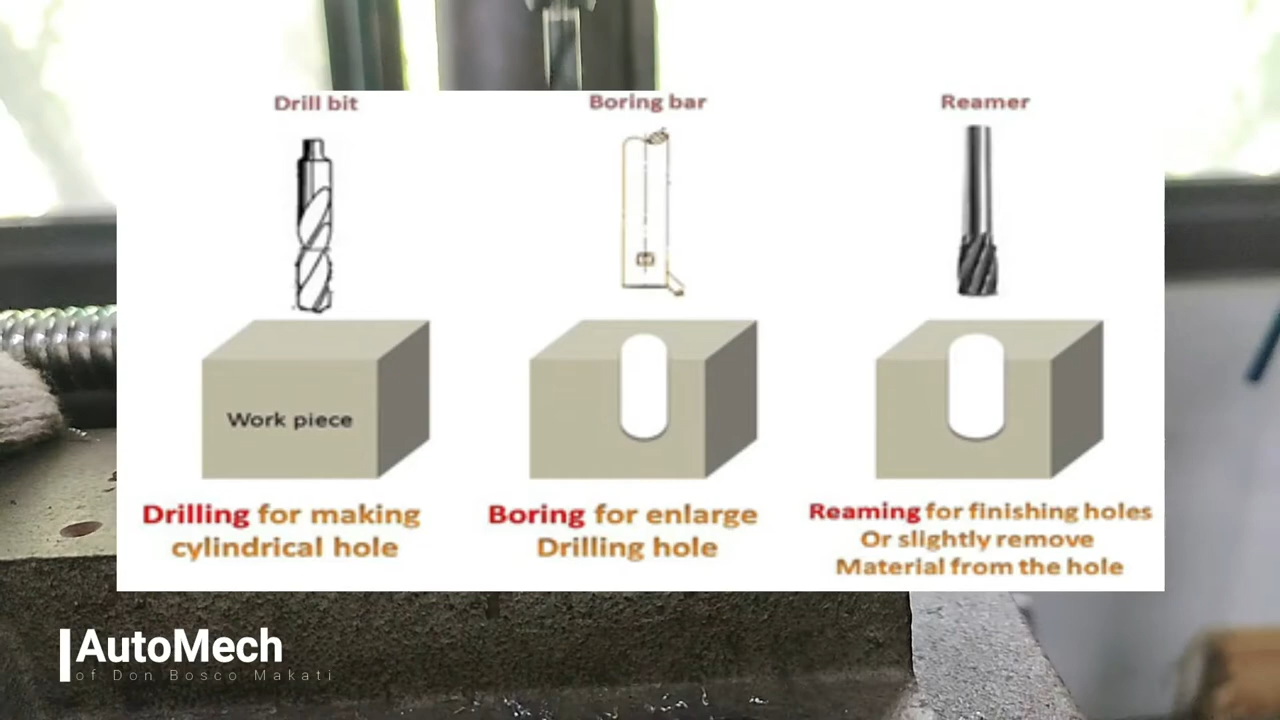 Drill bit
Boring bar
Reamer
Work piece
Drilling for making
cylindrical hole
Boring for enlarge
Drilling hole
Reaming for finishing holes
Or slightly remove
Material from the hole
AutoMech
of Don Bosco Makati